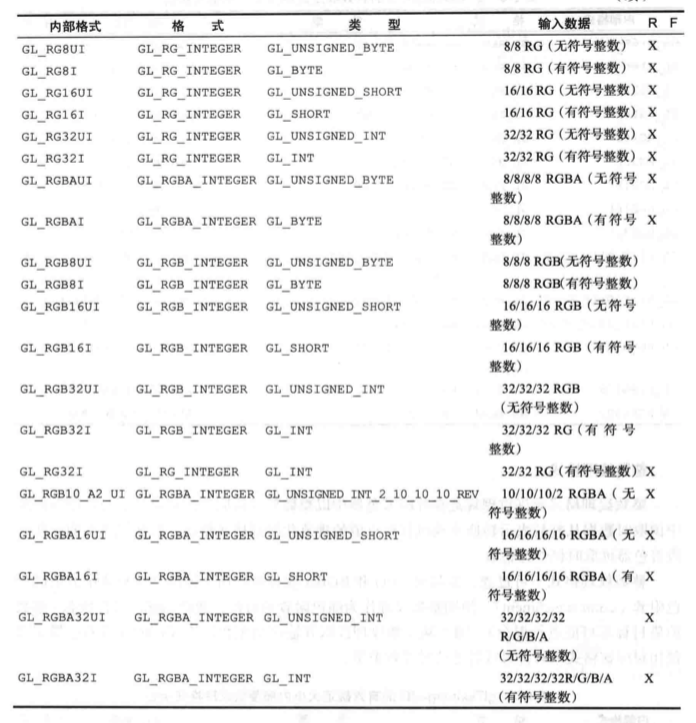 内部格式 格 式 类 型 输入数据 R F
GL_RG8UI GL_RG_INTEGER GL_UNSIGNED_BYTE 8/8 RG（无符号整数） X
GL_RG8I GL_RG_INTEGER GL_BYTE 8/8 RG（有符号整数） X
GL_RG16UI GL_RG_INTEGER GL_UNSIGNED_SHORT 16/16 RG（无符号整数） X
GL_RG16I GL_RG_INTEGER GL_SHORT 16/16 RG（有符号整数） X
GL_RG32UI GL_RG_INTEGER GL_UNSIGNED_INT 32/32 RG（无符号整数） X
GL_RG32I GL_RG_INTEGER GL_INT 32/32 RG（有符号整数） X
GL_RGBAUI GL_RGBA_INTEGER GL_UNSIGNED_BYTE 8/8/8/8 RGBA（无符号 X
整数）
GL_RGBAI GL_RGBA_INTEGER GL_BYTE 8/8/8/8 RGBA（有符号 X
整数）
GL_RGB8UI GL_RGB_INTEGER GL_UNSIGNED_BYTE 8/8/8 RGB(无符号整数）
GL_RGB8I GL_RGB_INTEGER GL_BYTE 8/8/8 RGB(有符号整数）
GL_RGB16UI GL_RGB_INTEGER GL_UNSIGNED_SHORT 16/16/16 RGB（无符号
整数）
GL_RGB16I GL_RGB_INTEGER GL_SHORT 16/16/16 RGB（有符号
整数）
GL_RGB32UI GL_RGB_INTEGER GL_UNSIGNED_INT 32/32/32 RGB
（无符号整数）
GL_RGB32I GL_RGB_INTEGER GL_INT 32/32/32 RG（有 符 号
整数）
GL_RG32I GL_RG_INTEGER GL_INT 32/32 RG（有符号整数） X
GL_RGB10_A2_UI GL_RGBA_INTEGER GL_UNSIGNED_INT_2_10_10_10_REV 10/10/10/2 RGBA（无 X
符号整数）
GL_RGBA16UI GL_RGBA_INTEGER GL_UNSIGNED_SHORT 16/16/16/16 RGBA（无 X
符号整数）
GL_RGBA16I GL_RGBA_INTEGER GL_SHORT 16/16/16/16 RGBA（有 X
符号整数）
GL_RGBA32UI GL_RGBA_INTEGER GL_UNSIGNED_INT 32/32/32/32 X
R/G/B/A
（无符号整数）
GL_RGBA32I GL_RGBA_INTEGER GL_INT 32/32/32/32R/G/B/A X
（有符号整数）